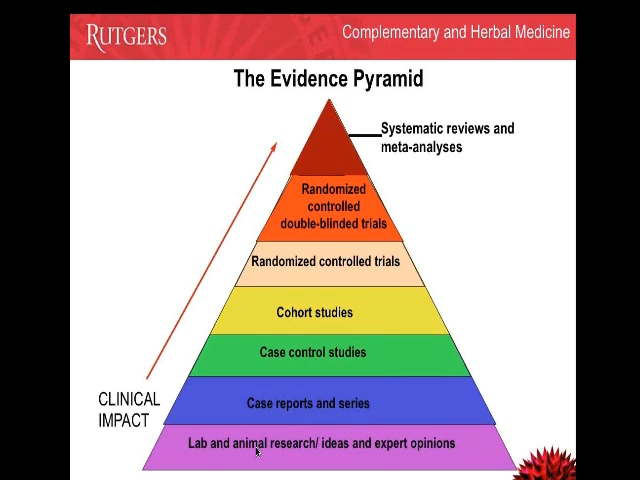 RUTGERS
Complementary and Herbal Medicine
The Evidence Pyramid
Systematic reviews and
meta-analyses
Randomized
controlled
double-blinded trials
Randomized controlled trials
Cohort studies
Case control studies
CLINICAL
IMPACT
Case reports and series
Lab and animal research/ ideas and expert opinions